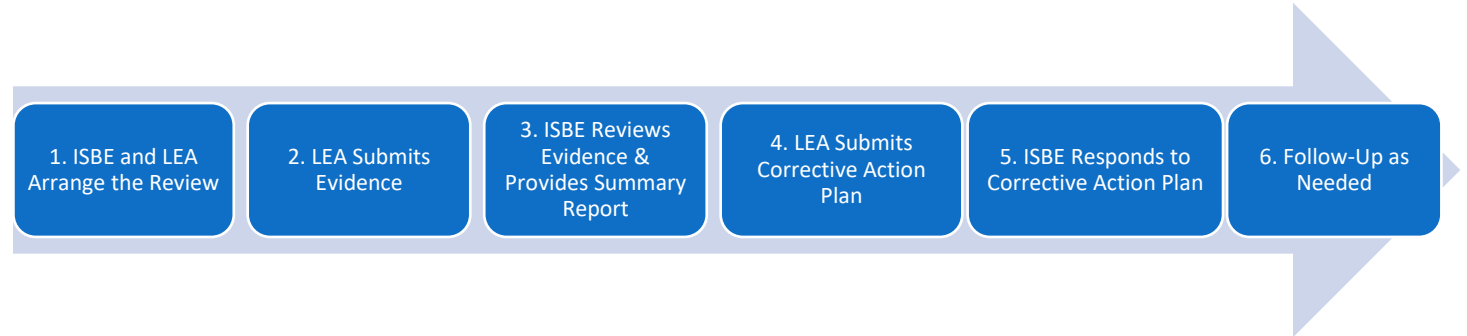 1. ISBE and LEA
Arrange the Review
2. LEA Submits
Evidence
3. ISBE Reviews
Evidence &
Provides Summary
Report
4. LEA Submits
Corrective Action
Plan
5. ISBE Responds to
Corrective Action Plan
6. Follow-Up as
Needed